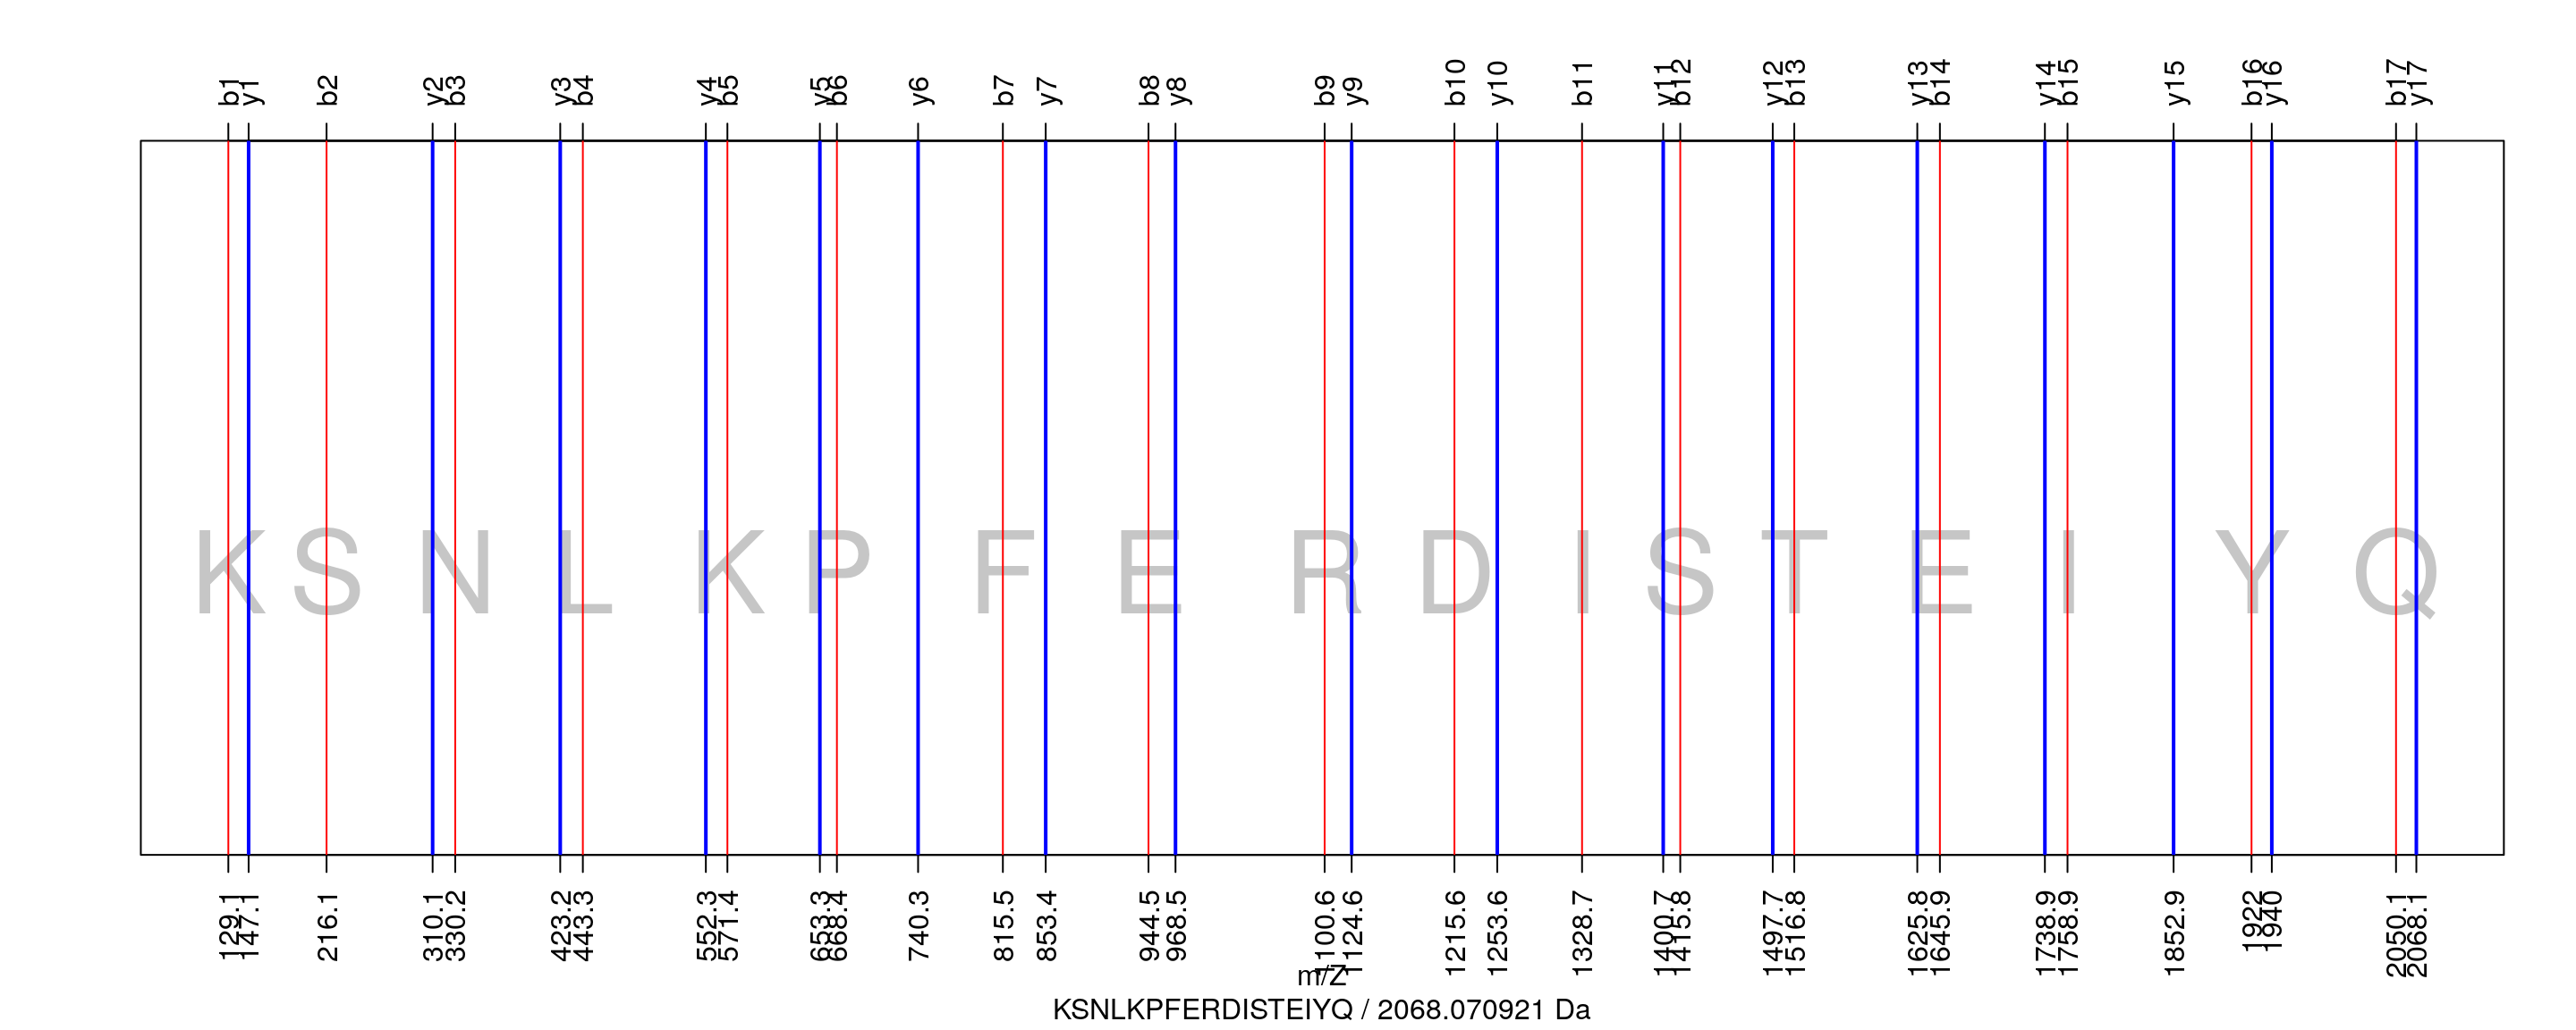 b1 y1 b2 y2 b3 y3 b4 y4 b5 y5 b6 y6 b7 y7 b8 y8 b9 y9 b10 y10 b11 y11 b12 y12 b13 y13 b14 y14 b15 y15 b16 y16 b17 y17
K S N L K P F E R D I S T E I Y Q
129.1 147.1 216.1 310.1 330.2 423.2 443.3 552.3 571.4 653.3 668.4 740.3 815.5 853.4 944.5 968.5 1100.6 1124.6 1215.6 1253.6 1328.7 1400.7 1415.8 1497.7 1516.8 1625.8 1645.9 1738.9 1758.9 1852.9 1922 1940 2050.1 2068.1
m/Z
KSNLKPFERDISTEIYQ / 2068.070921 Da